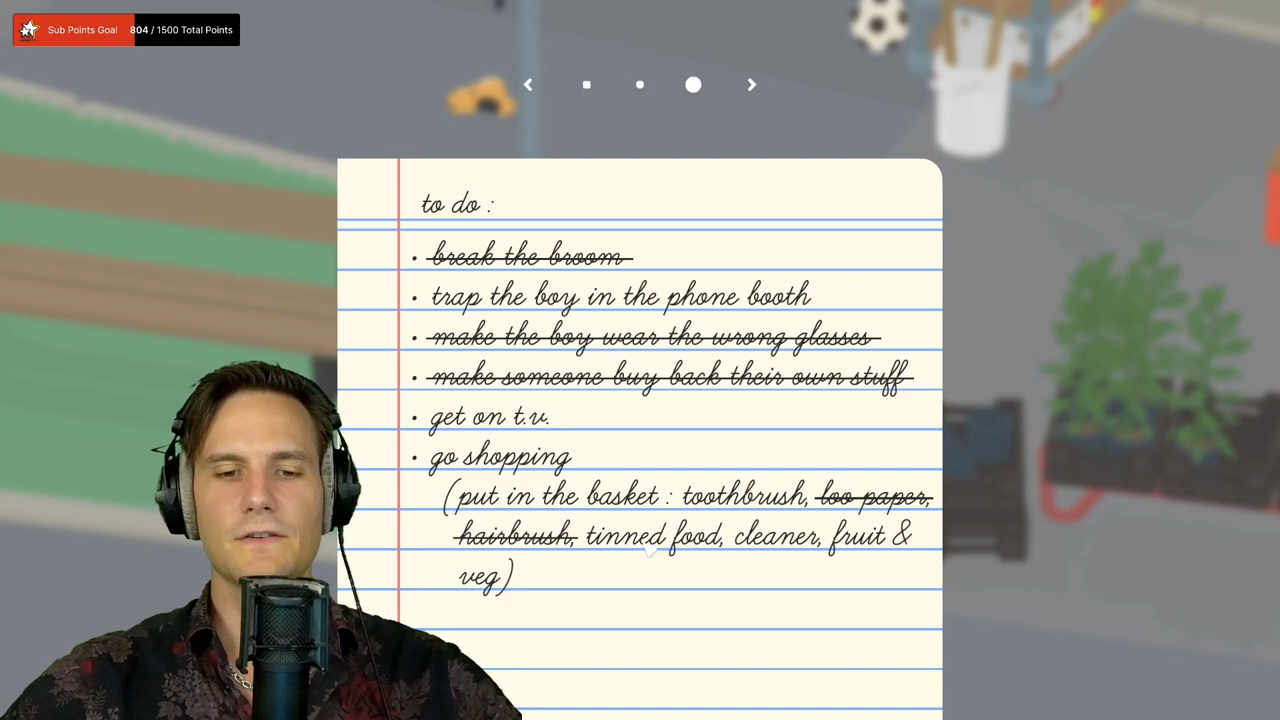 Sub Points Goal 804 / 1500 Total Points
to do :
• break the broom
• trap the boy in the phone booth
• make the boy wear the wrong glasses
• make someone buy back their own stuff
• get on t.v.
• go shopping
(put in the basket : toothbrush, loo paper,
hairbrush, tinned food, cleaner, fruit &
veg)